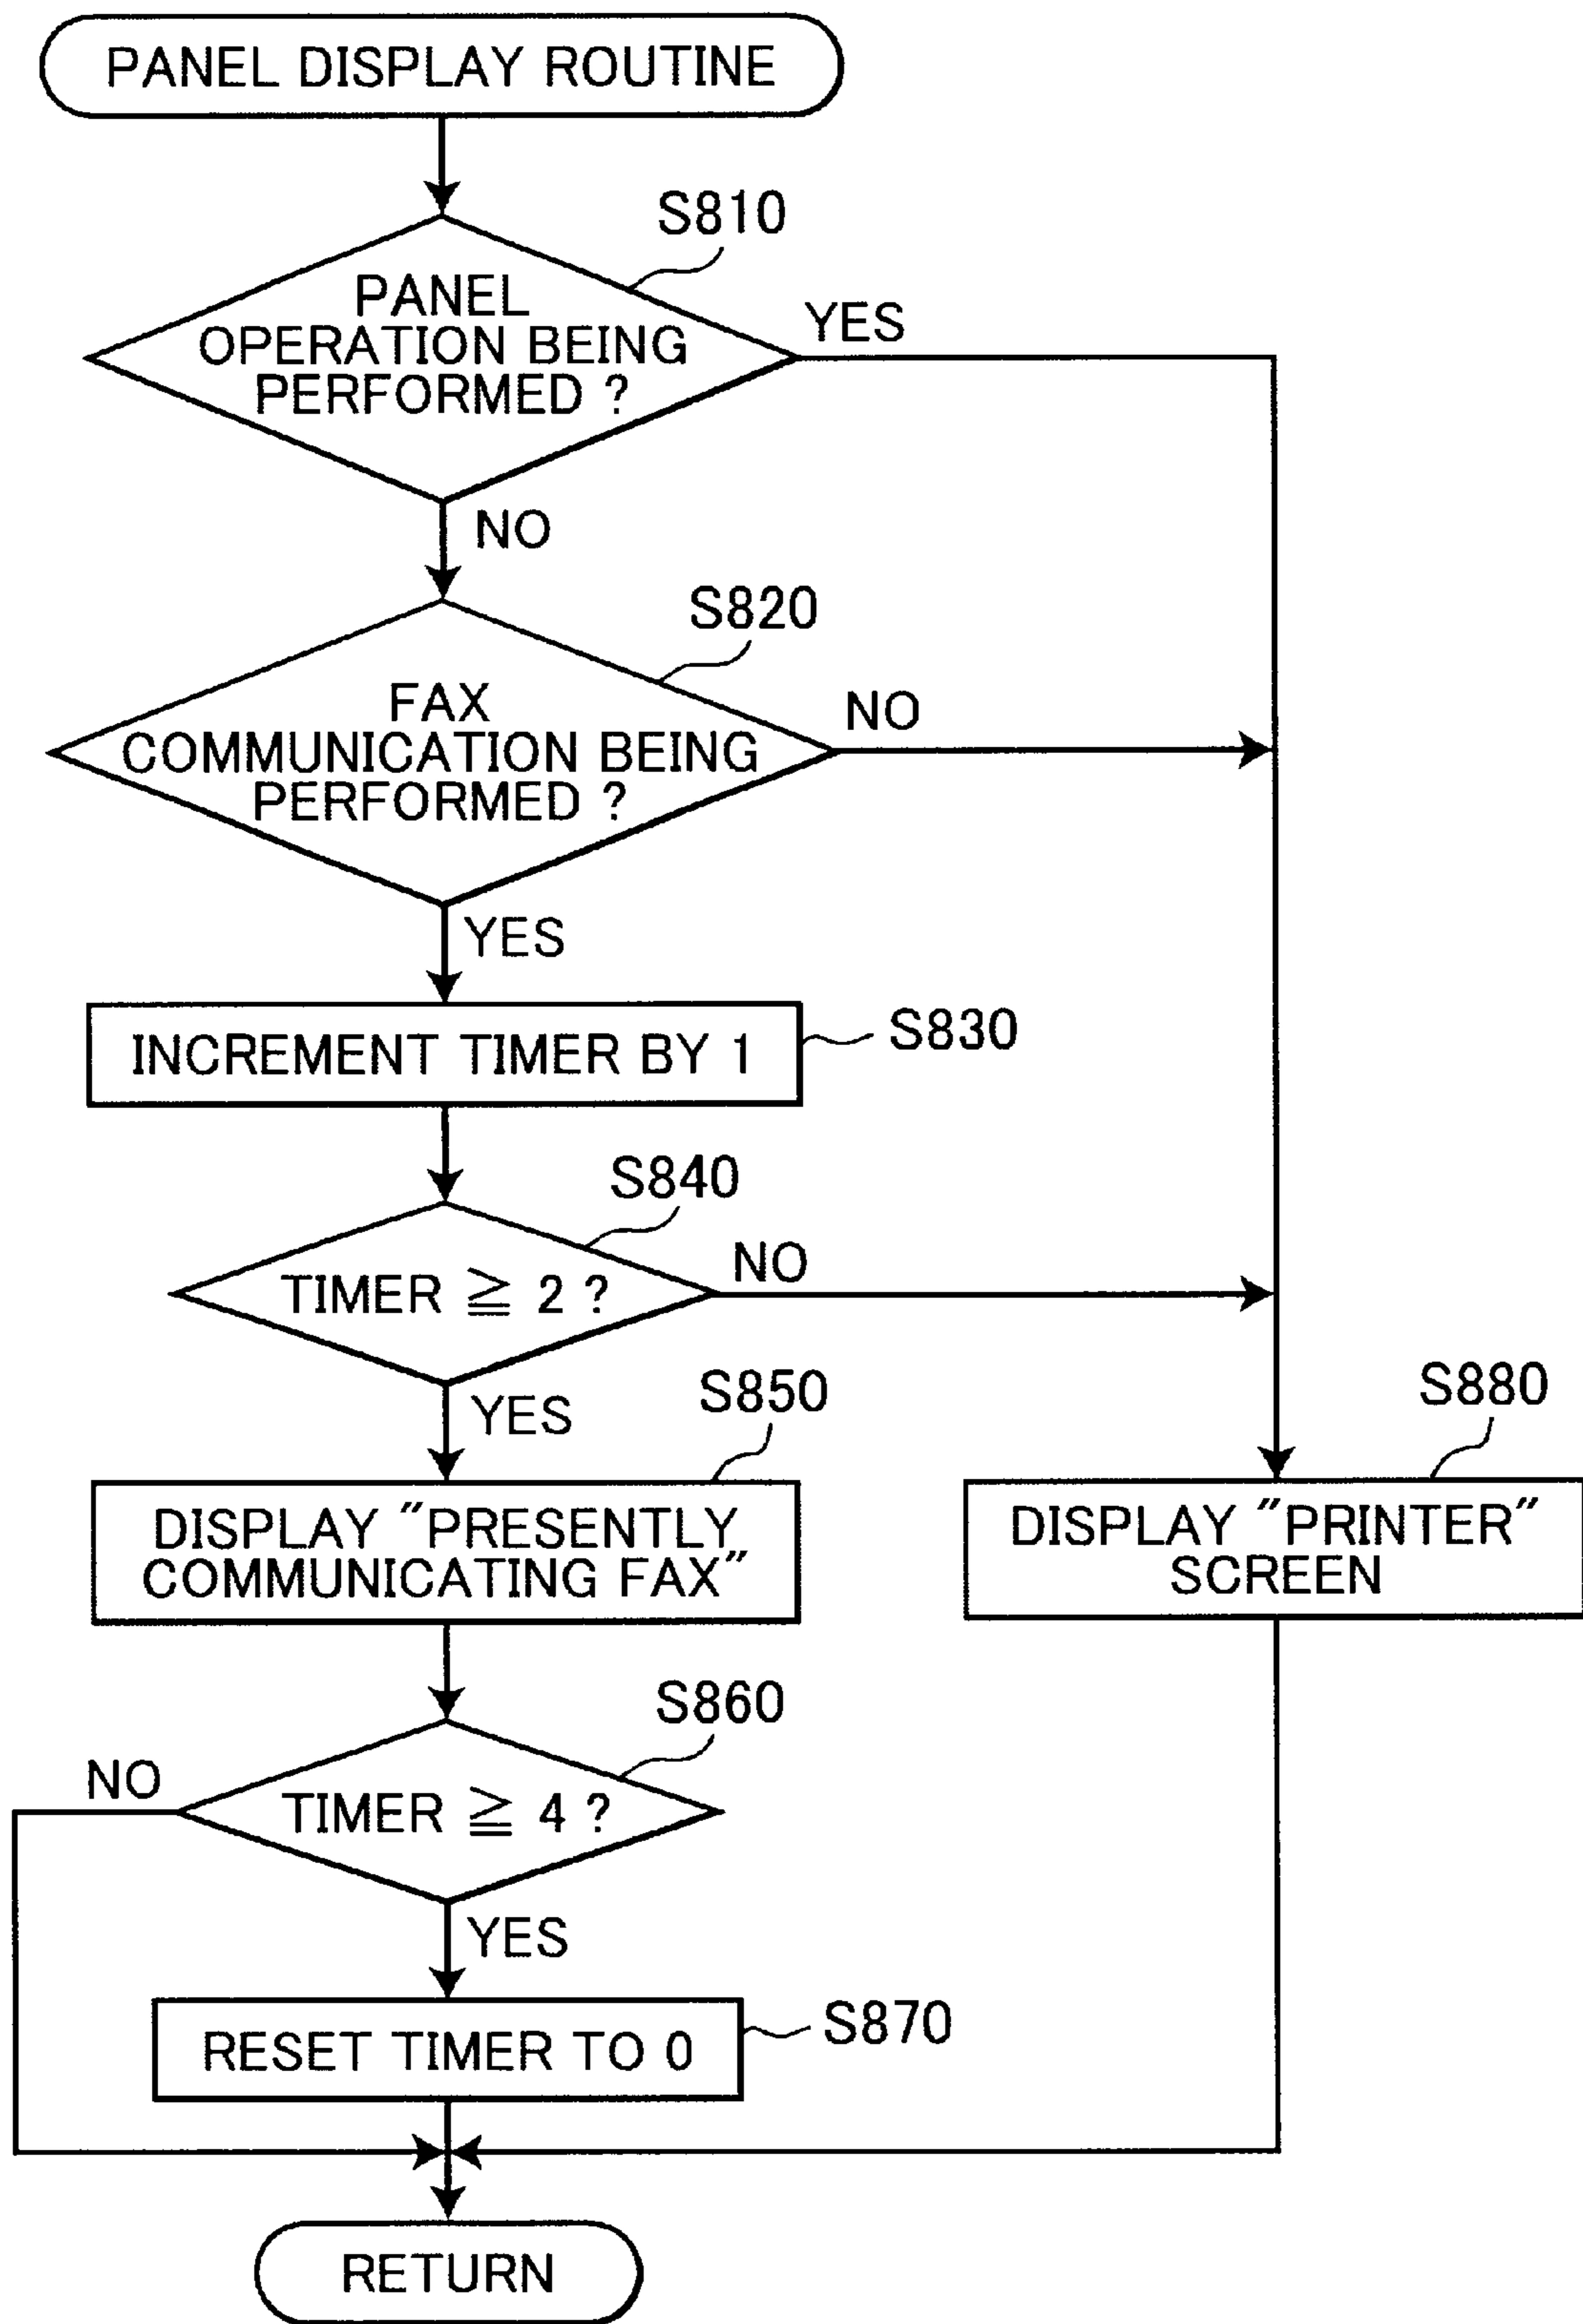 PANEL DISPLAY ROUTINE
S810
PANEL
OPERATION BEING
PERFORMED ?
YES
NO
S820
FAX
COMMUNICATION BEING
PERFORMED ?
NO
YES
INCREMENT TIMER BY 1
S830
S840
TIMER ≧ 2 ?
NO
YES
S850
DISPLAY "PRESENTLY
COMMUNICATING FAX"
S880
DISPLAY "PRINTER"
SCREEN
S860
TIMER ≧ 4 ?
NO
YES
RESET TIMER TO 0
S870
RETURN